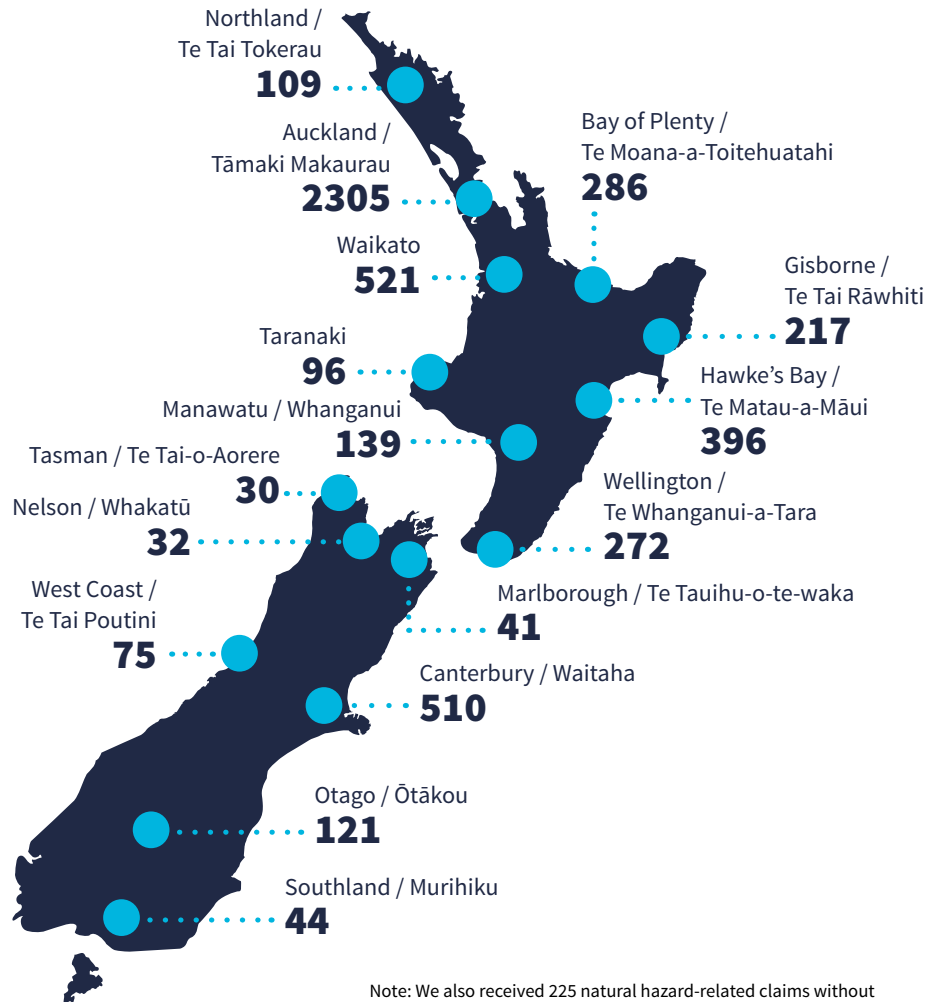 Northland /
Te Tai Tokerau
109
Auckland /
Tāmaki Makaurau
2305
Bay of Plenty /
Te Moana-a-Toitehuatahi
286
Waikato
521
Gisborne /
Te Tai Rāwhiti
217
Taranaki
96
Hawke's Bay /
Te Matau-a-Māui
396
Manawatu / Whanganui
139
Tasman / Te Tai-o-Aorere
30
Wellington /
Te Whanganui-a-Tara
272
Nelson / Whakatū
32
West Coast /
Te Tai Poutini
75
Marlborough / Te Tauihu-o-te-waka
41
Canterbury / Waitaha
510
Otago / Ōtākou
121
Southland / Murihiku
44
Note: We also received 225 natural hazard-related claims without